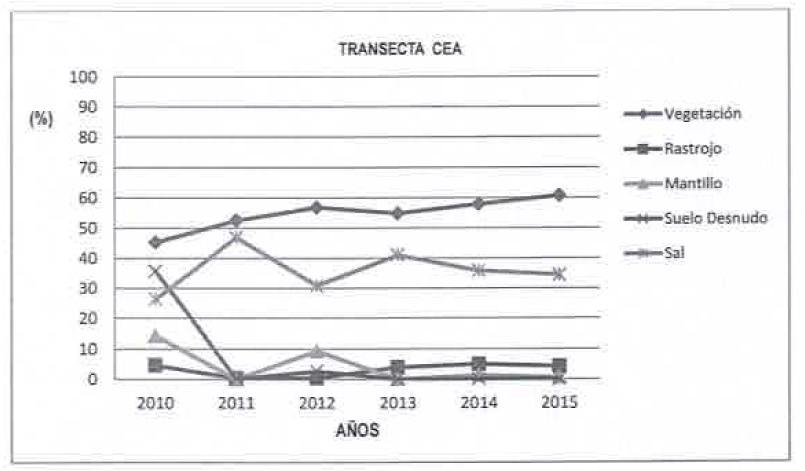 TRANSECTA CEA
(%)
100
90
80
70
60
50
40
30
20
10
0
2010 2011 2012 2013 2014 2015
AÑOS
Vegetación
Rastrojo
Mantillo
Suelo Desnudo
Sal